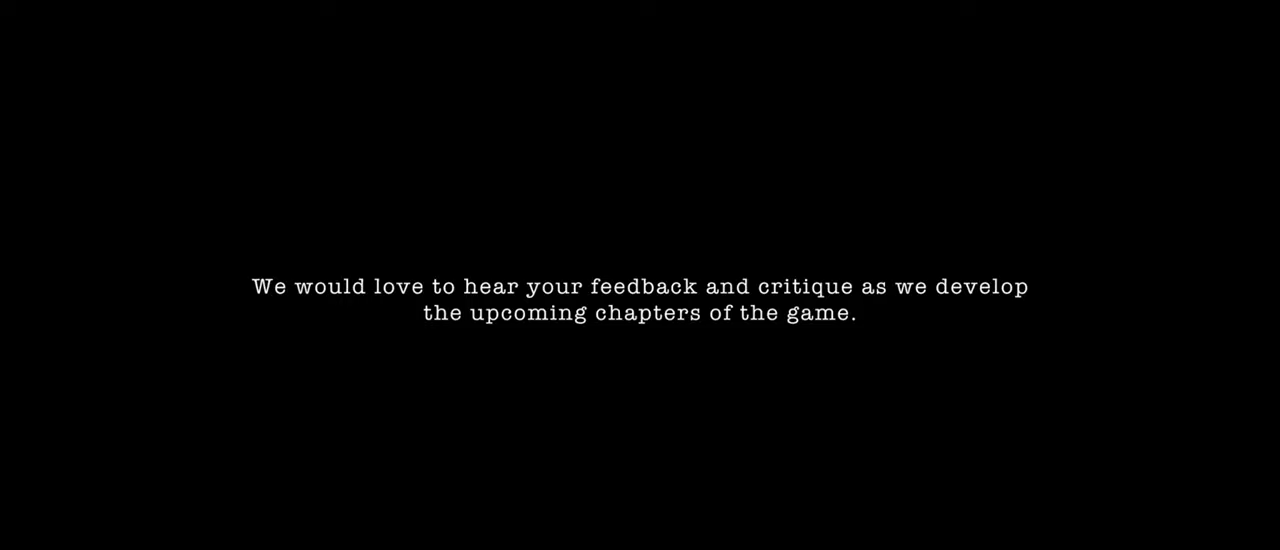 We would love to hear your feedback and critique as we develop
the upcoming chapters of the game.